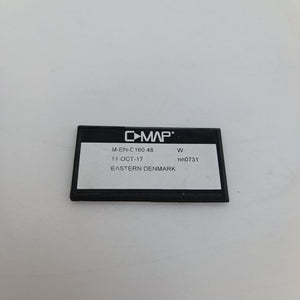 C-MAP®
M-EN-C160.48 W
11-OCT-17 nn0731
EASTERN DENMARK